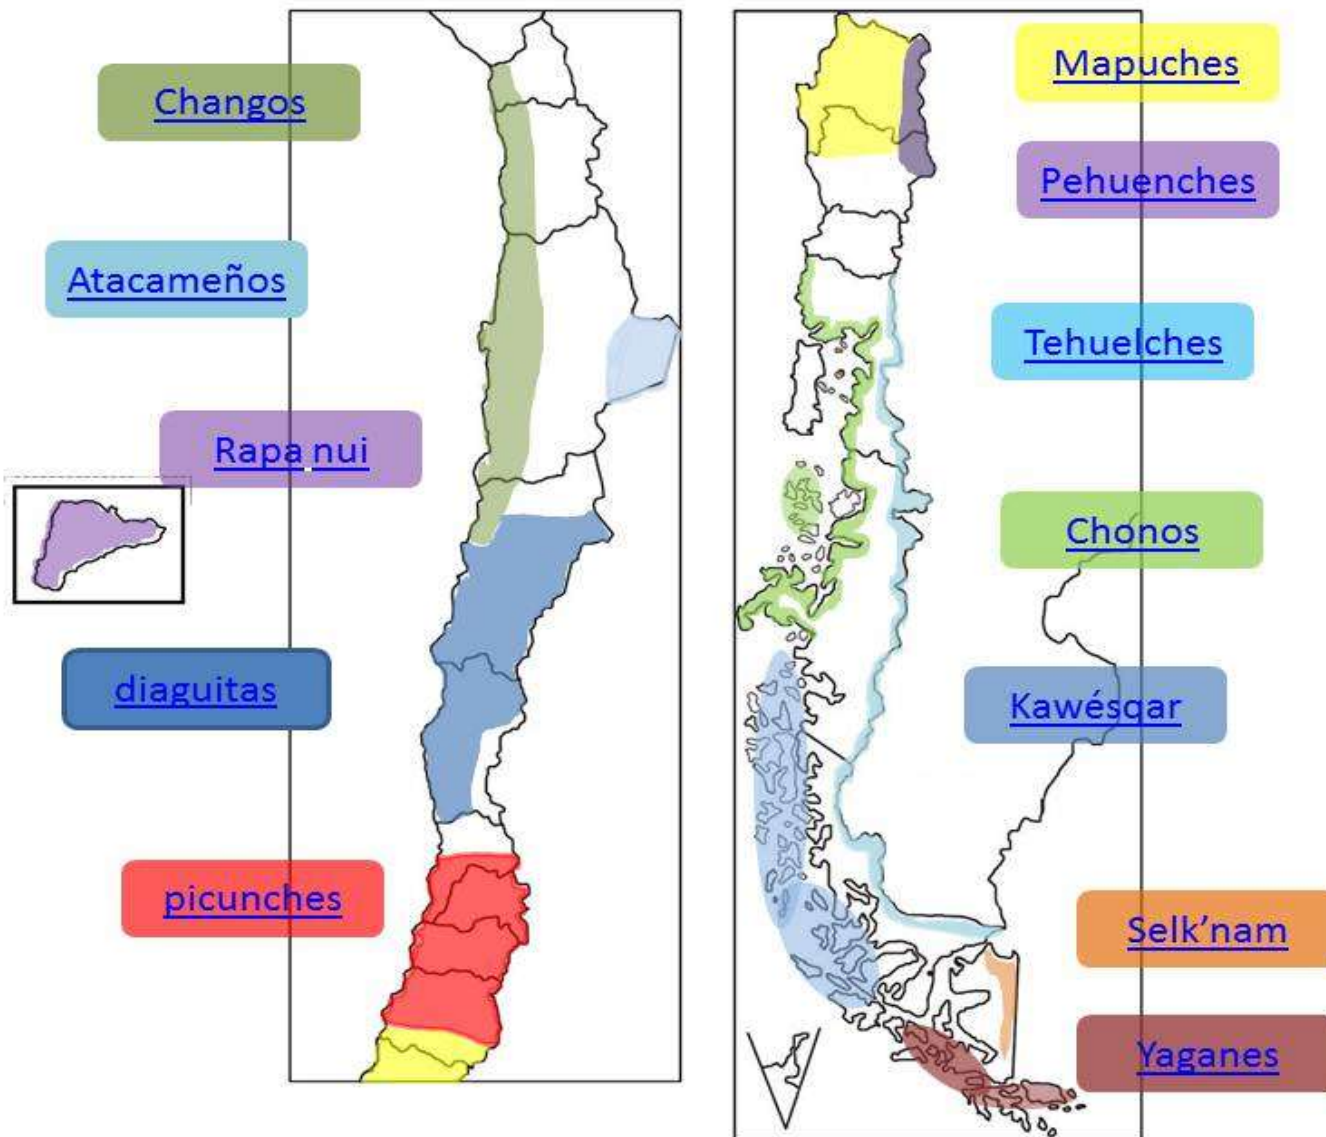 Changos
Atacameños
Rapa nui
diaguitas
picunches
Mapuches
Pehuenches
Tehuelches
Chonos
Kawésqar
Selk’nam
Yaganes